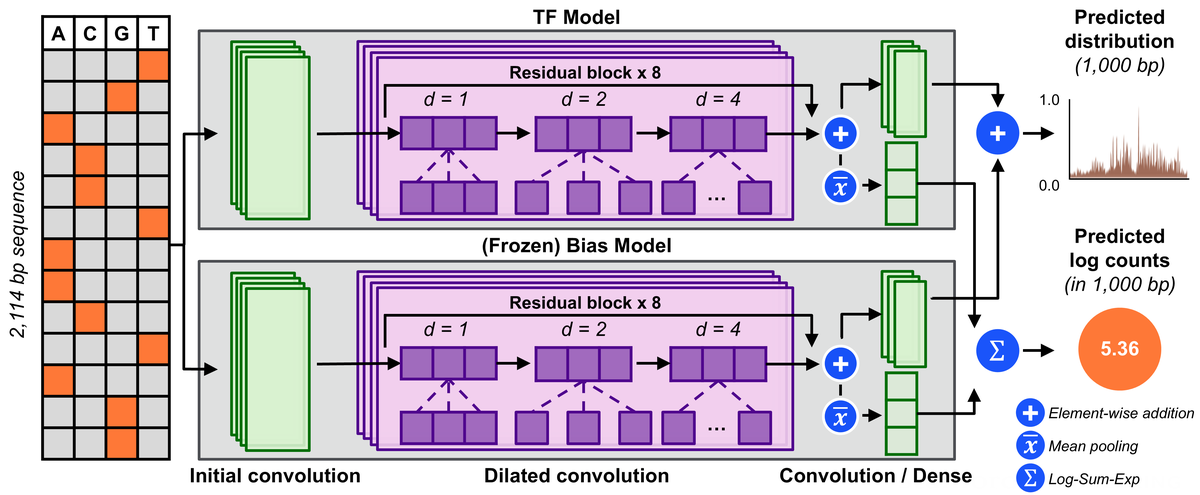 A C G T
2,114 bp sequence
TF Model
Residual block x 8
d = 1 d = 2 d = 4
...
+
x̅
(Frozen) Bias Model
Residual block x 8
d = 1 d = 2 d = 4
...
+
x̅
Initial convolution
Dilated convolution
Convolution / Dense
+
Predicted
distribution
(1,000 bp)
1.0
0.0
Σ
Predicted
log counts
(in 1,000 bp)
5.36
+ Element-wise addition
x̅ Mean pooling
Σ Log-Sum-Exp